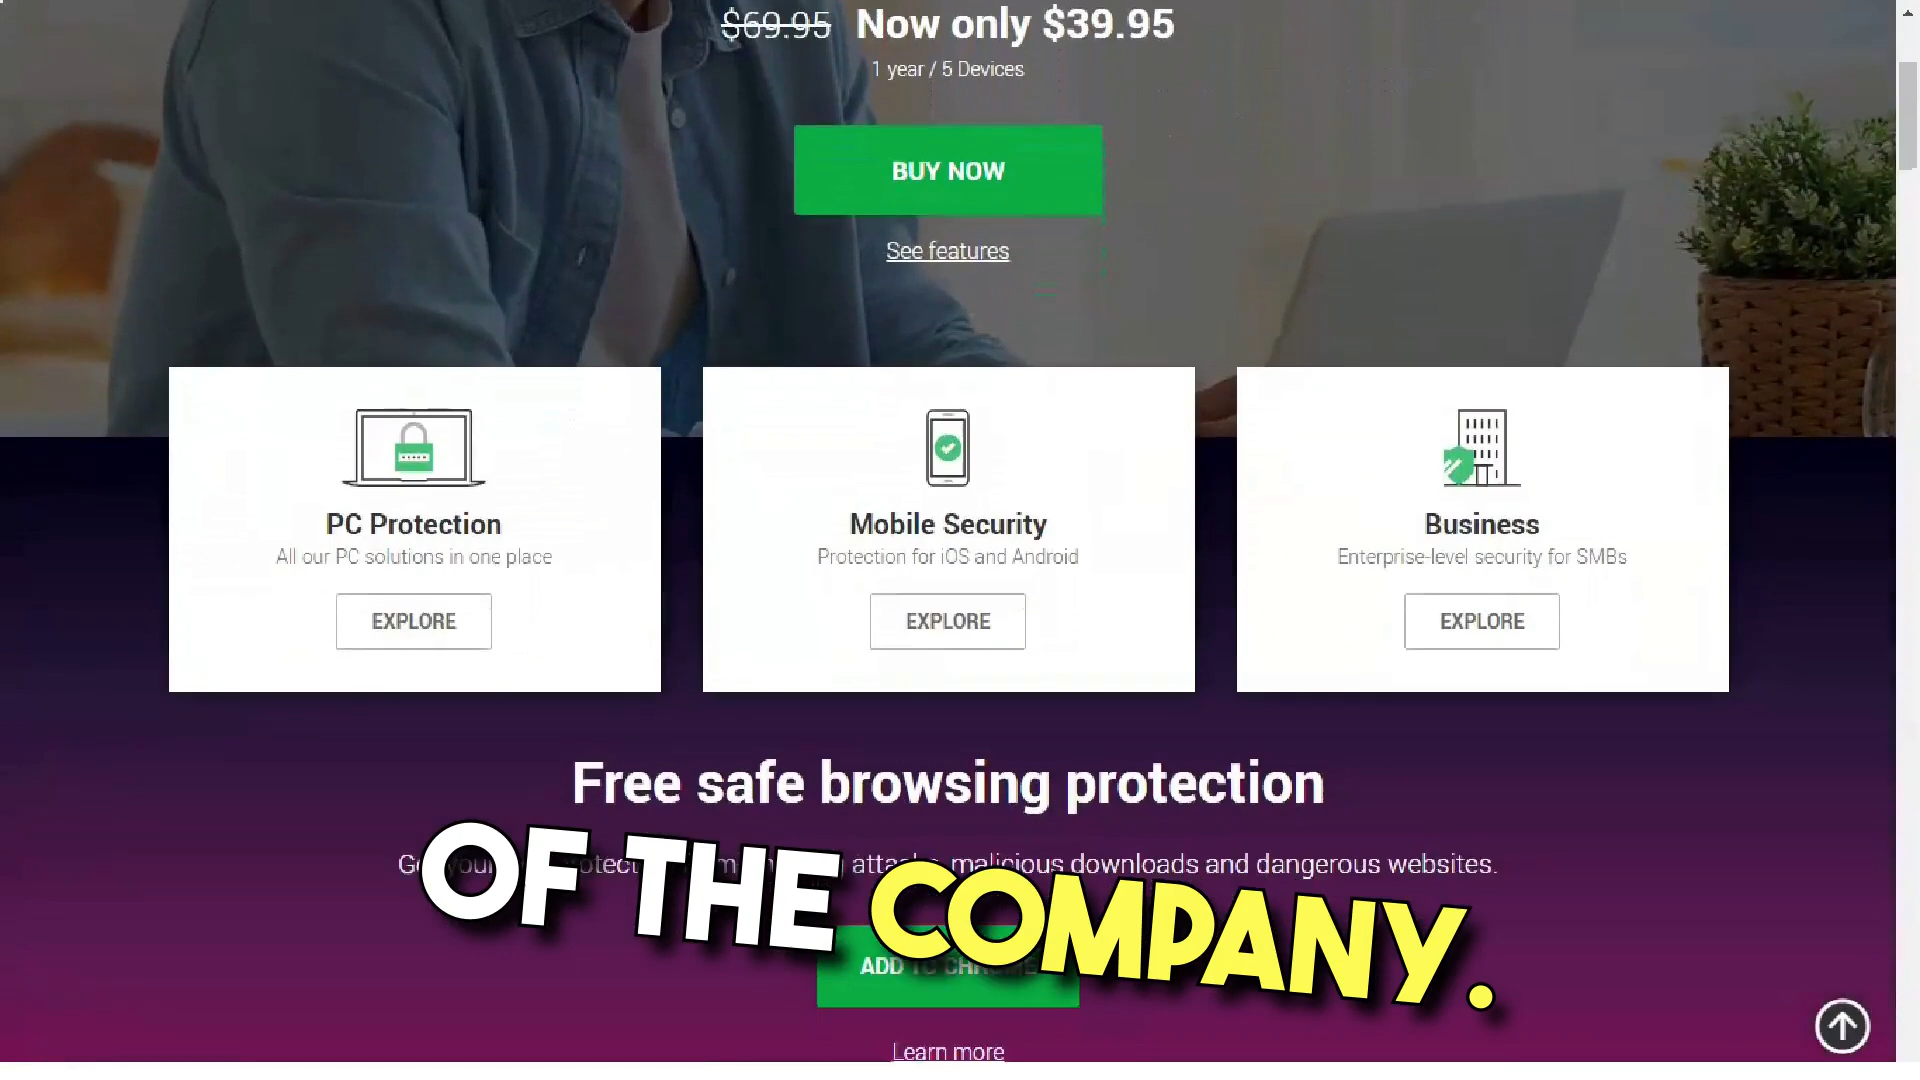 $69.95 Now only $39.95
1 year / 5 Devices
BUY NOW
See features
PC Protection
All our PC solutions in one place
EXPLORE
Mobile Security
Protection for iOS and Android
EXPLORE
Business
Enterprise-level security for SMBs
EXPLORE
Free safe browsing protection
malicious downloads and dangerous websites.
OF THE COMPANY.
ADD TO CHROME
Learn more